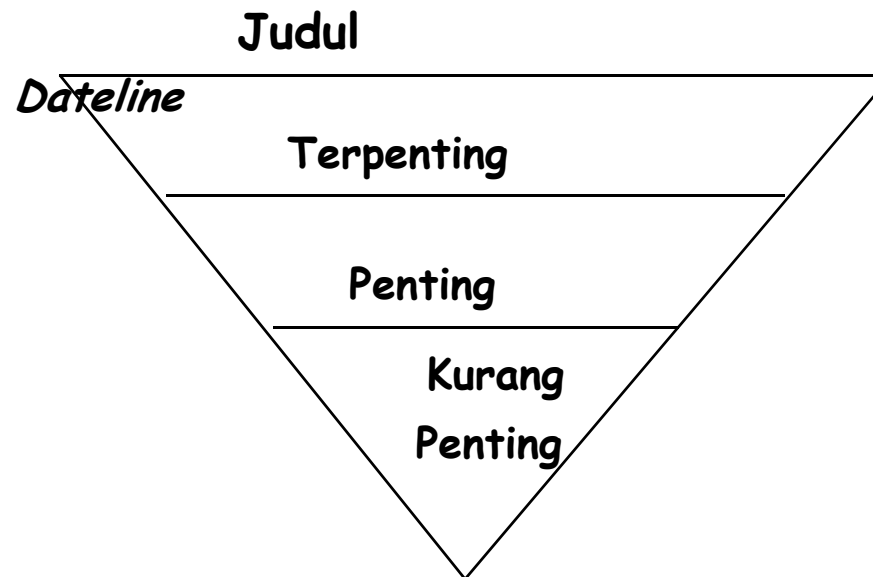 Judul
Dateline
Terpenting
Penting
Kurang
Penting